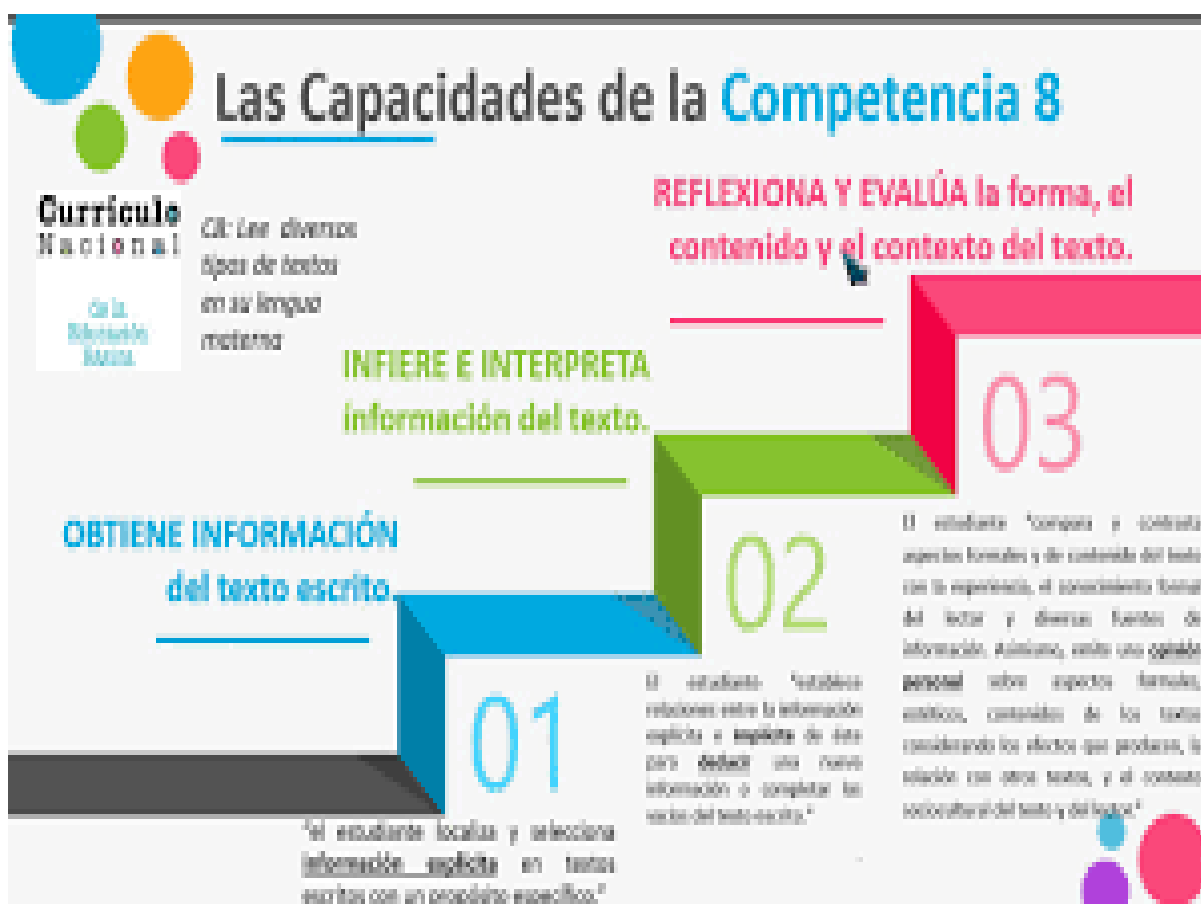 Las Capacidades de la Competencia 8
Currículo
Nacional
de la
Educación
Básica
C8: Lee diversos
tipos de textos
en su lengua
materna
REFLEXIONA Y EVALÚA la forma, el
contenido y el contexto del texto.
INFIERE E INTERPRETA
información del texto.
OBTIENE INFORMACIÓN
del texto escrito.
01
"el estudiante localiza y selecciona
información explícita en textos
escritos con un propósito específico."
02
El estudiante "establece
relaciones entre la información
explícita e implícita de éste
para deducir una nueva
información o completar los
vacíos del texto escrito."
03
El estudiante "compara y contrasta
aspectos formales y de contenido del texto
con la experiencia, el conocimiento formal
del lector y diversas fuentes de
información. Asimismo, emite una opinión
personal sobre aspectos formales,
estéticos, contenidos de los textos
considerando los efectos que producen, la
relación con otros textos, y el contexto
sociocultural del texto y del lector."